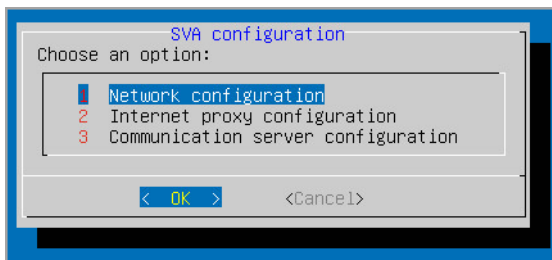 SVA configuration
Choose an option:
1 Network configuration
2 Internet proxy configuration
3 Communication server configuration
< OK > <Cancel>